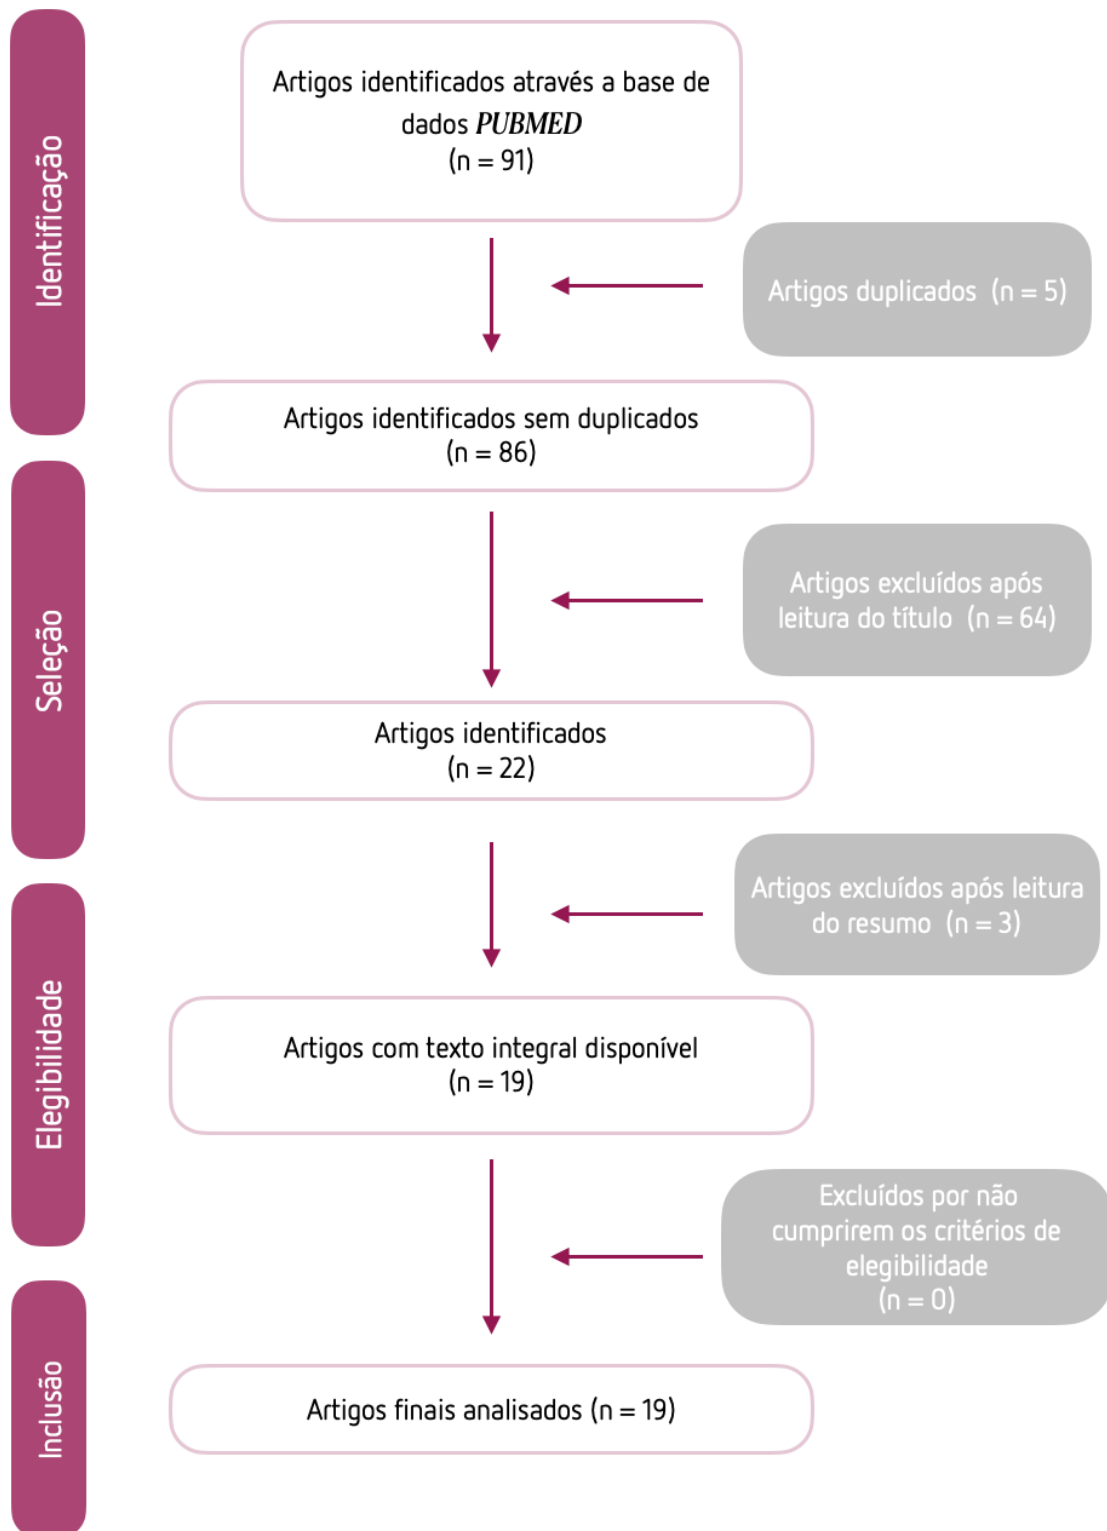 Identificação
Artigos identificados através a base de
dados PUBMED
(n = 91)
Artigos duplicados (n = 5)
Artigos identificados sem duplicados
(n = 86)
Seleção
Artigos excluídos após
leitura do título (n = 64)
Artigos identificados
(n = 22)
Artigos excluídos após leitura
do resumo (n = 3)
Elegibilidade
Artigos com texto integral disponível
(n = 19)
Excluídos por não
cumprirem os critérios de
elegibilidade
(n = 0)
Inclusão
Artigos finais analisados (n = 19)